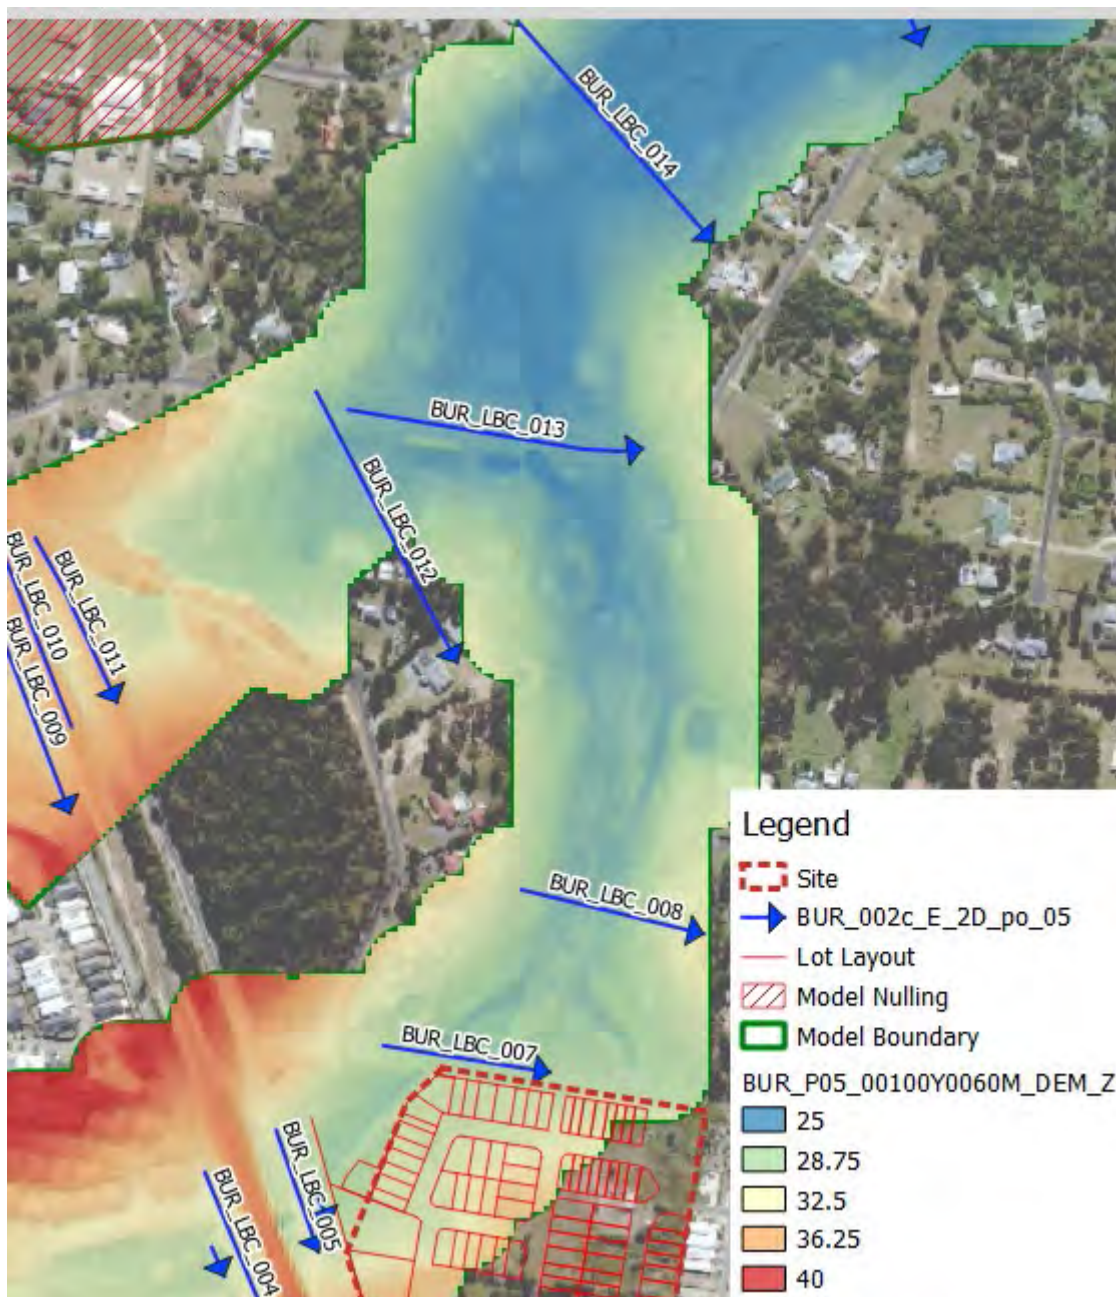 BUR_LBC_014
BUR_LBC_013
BUR_LBC_012
BUR_LBC_011
BUR_LBC_010
BUR_LBC_009
BUR_LBC_008
BUR_LBC_007
BUR_LBC_005
BUR_LBC_004
Legend
Site
BUR_002c_E_2D_po_05
Lot Layout
Model Nulling
Model Boundary
BUR_P05_00100Y0060M_DEM_Z
25
28.75
32.5
36.25
40